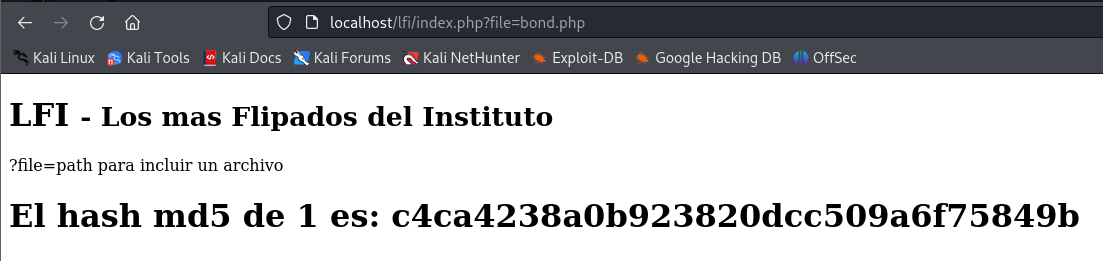 localhost/lfi/index.php?file=bond.php
Kali Linux Kali Tools Kali Docs Kali Forums Kali NetHunter Exploit-DB Google Hacking DB OffSec
LFI - Los mas Flipados del Instituto
?file=path para incluir un archivo
El hash md5 de 1 es: c4ca4238a0b923820dcc509a6f75849b